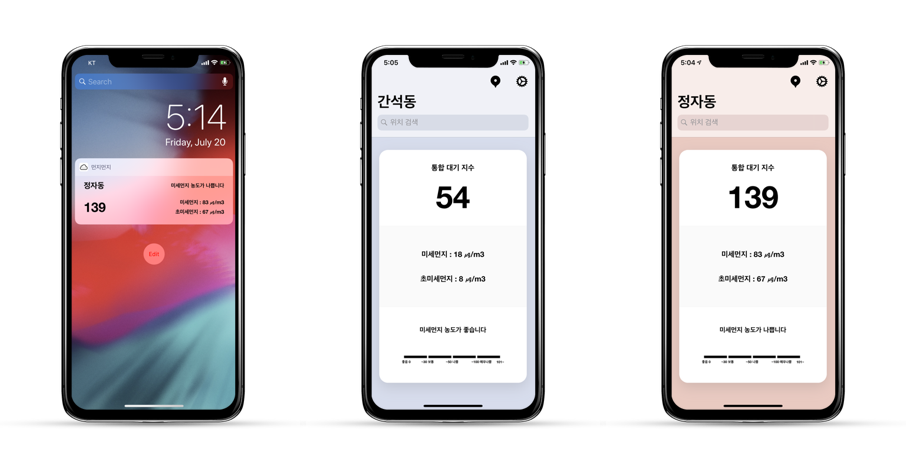 KT
Search
5:14
Friday, July 20
먼지먼지
정자동
미세먼지 농도가 나쁩니다
139
미세먼지 : 83 ㎍/m3
초미세먼지 : 67 ㎍/m3
Edit
5:05
간석동
위치 검색
통합 대기 지수
54
미세먼지 : 18 ㎍/m3
초미세먼지 : 8 ㎍/m3
미세먼지 농도가 좋습니다
5:04
정자동
위치 검색
통합 대기 지수
139
미세먼지 : 83 ㎍/m3
초미세먼지 : 67 ㎍/m3
미세먼지 농도가 나쁩니다